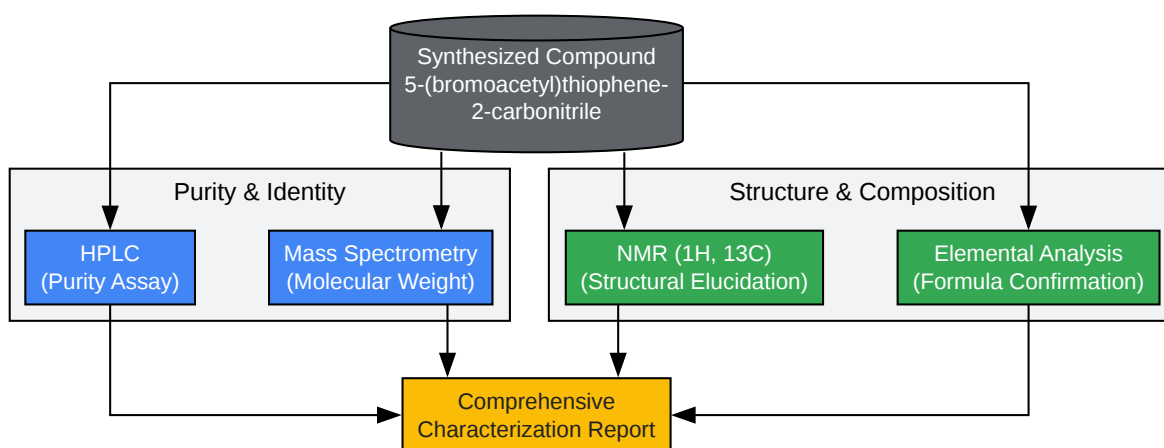 Synthesized Compound
5-(bromoacetyl)thiophene-
2-carbonitrile
Purity & Identity
Structure & Composition
HPLC
(Purity Assay)
Mass Spectrometry
(Molecular Weight)
NMR (1H, 13C)
(Structural Elucidation)
Elemental Analysis
(Formula Confirmation)
Comprehensive
Characterization Report